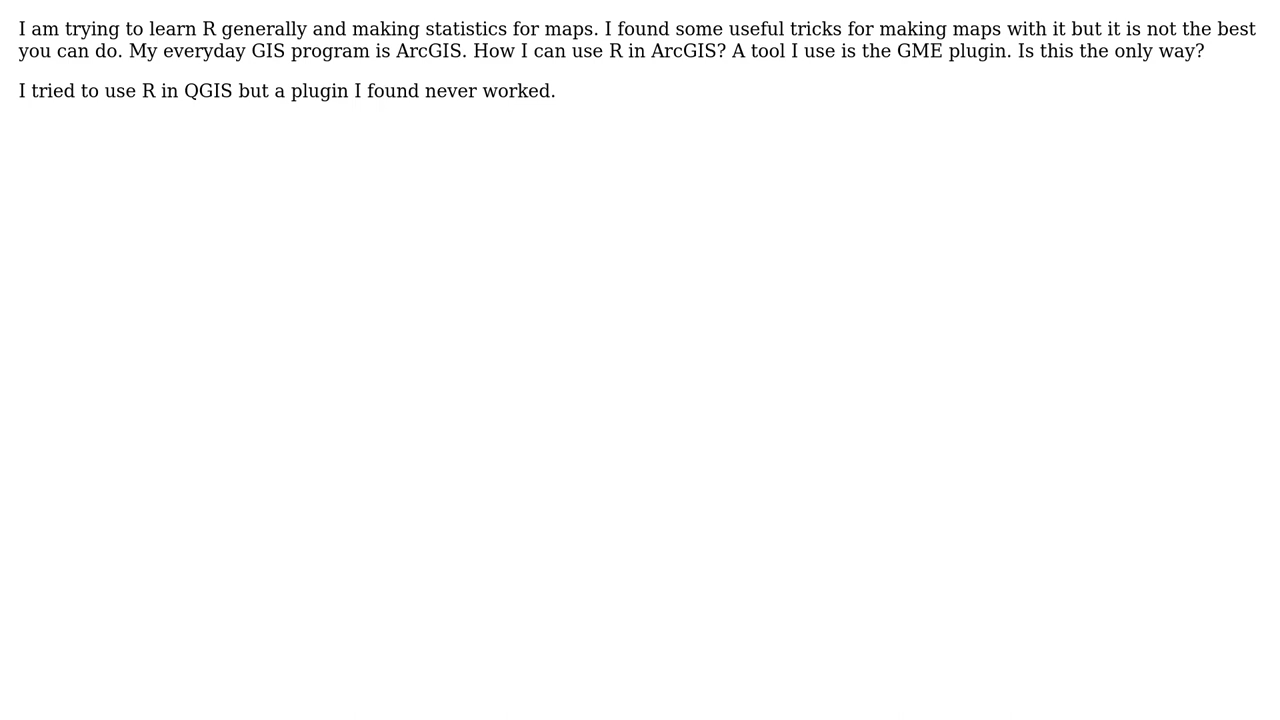 I am trying to learn R generally and making statistics for maps. I found some useful tricks for making maps with it but it is not the best
you can do. My everyday GIS program is ArcGIS. How I can use R in ArcGIS? A tool I use is the GME plugin. Is this the only way?
I tried to use R in QGIS but a plugin I found never worked.